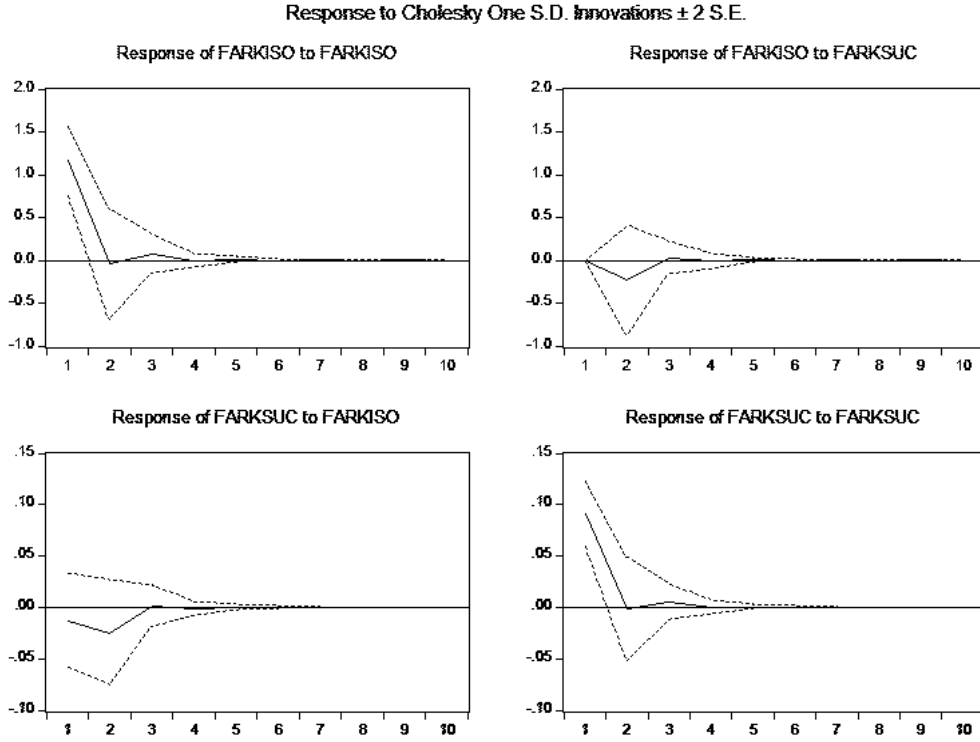 Response to Cholesky One S.D. Innovations ± 2 S.E.
Response of FARKISO to FARKISO
2.0
1.5
1.0
0.5
0.0
-0.5
-1.0
1 2 3 4 5 6 7 8 9 10
Response of FARKISO to FARKSUC
2.0
1.5
1.0
0.5
0.0
-0.5
-1.0
1 2 3 4 5 6 7 8 9 10
Response of FARKSUC to FARKISO
.15
.10
.05
.00
-.05
-.10
1 2 3 4 5 6 7 8 9 10
Response of FARKSUC to FARKSUC
.15
.10
.05
.00
-.05
-.10
1 2 3 4 5 6 7 8 9 10